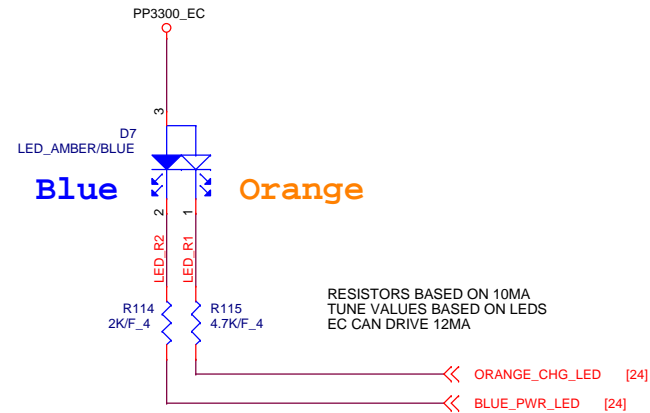 PP3300_EC
3
D7
LED_AMBER/BLUE
Blue
Orange
2
1
LED_R2
LED_R1
R114
2K/F_4
R115
4.7K/F_4
RESISTORS BASED ON 10MA
TUNE VALUES BASED ON LEDS
EC CAN DRIVE 12MA
ORANGE_CHG_LED [24]
BLUE_PWR_LED [24]